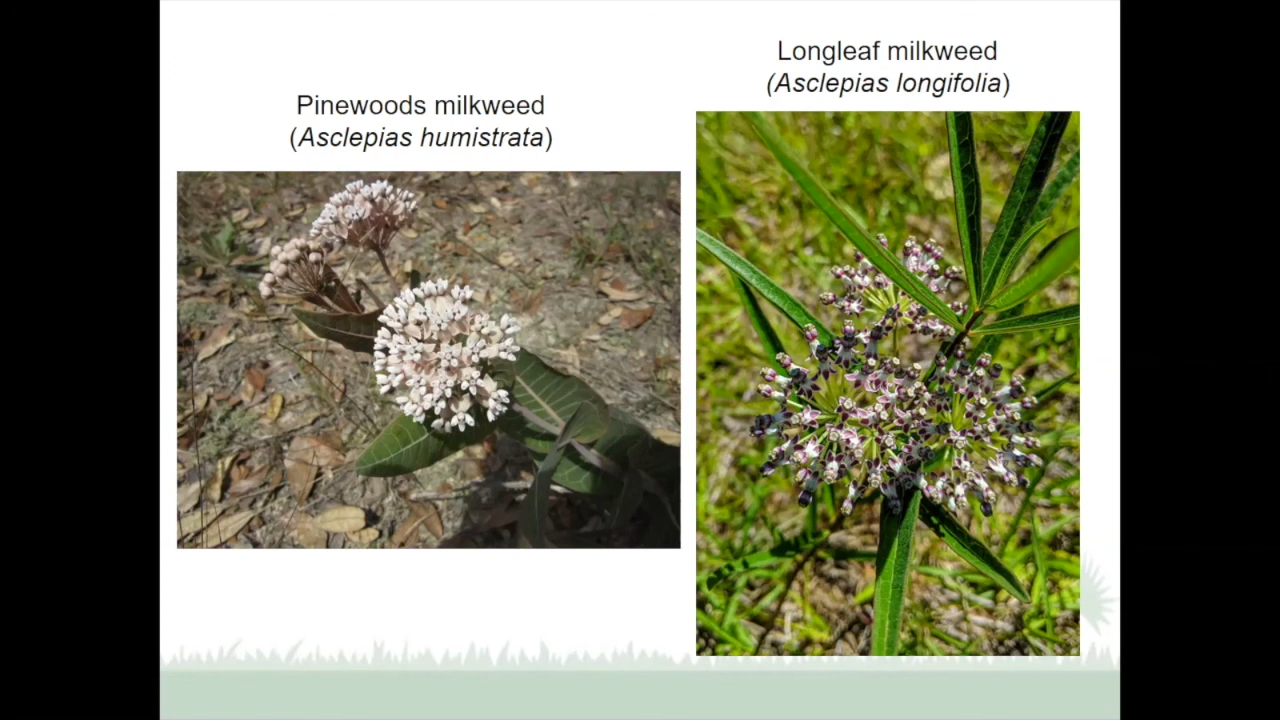 Pinewoods milkweed
(Asclepias humistrata)
Longleaf milkweed
(Asclepias longifolia)